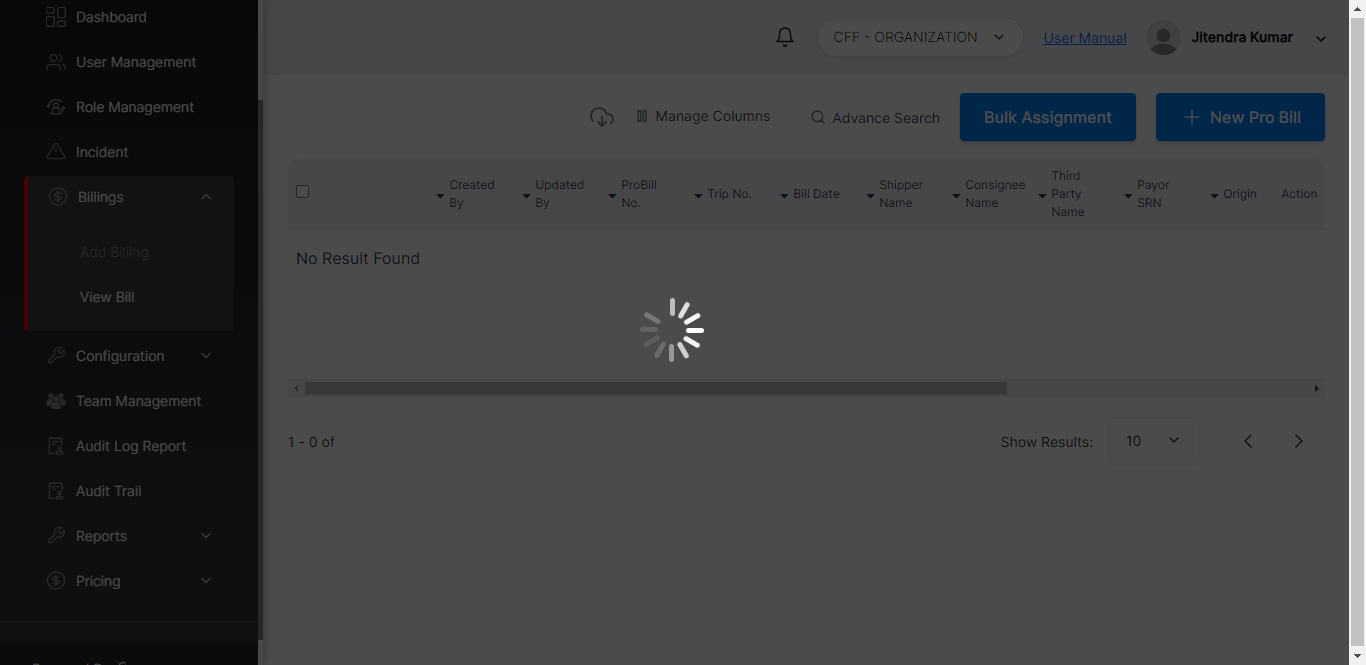 Dashboard
User Management
Role Management
Incident
Billings
Add Billing
View Bill
Configuration
Team Management
Audit Log Report
Audit Trail
Reports
Pricing
CFF - ORGANIZATION
User Manual
Jitendra Kumar
Manage Columns
Advance Search
Bulk Assignment
New Pro Bill
Created
By
Updated
By
ProBill
No.
Trip No.
Bill Date
Shipper
Name
Consignee
Name
Third
Party
Name
Payor
SRN
Origin
Action
No Result Found
1 - 0 of
Show Results:
10